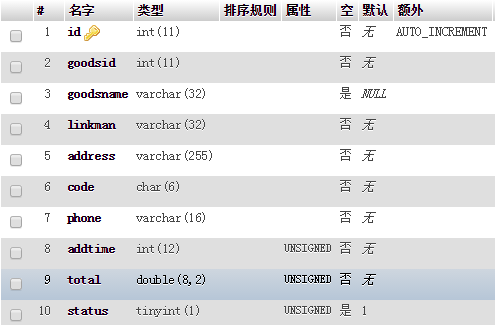 # 名字 类型 排序规则 属性 空 默认 额外
1 id int(11) 否 无 AUTO_INCREMENT
2 goodsid int(11) 否 无
3 goodsname varchar(32) 是 NULL
4 linkman varchar(32) 否 无
5 address varchar(255) 否 无
6 code char(6) 否 无
7 phone varchar(16) 否 无
8 addtime int(12) UNSIGNED 否 无
9 total double(8,2) UNSIGNED 否 无
10 status tinyint(1) UNSIGNED 是 1